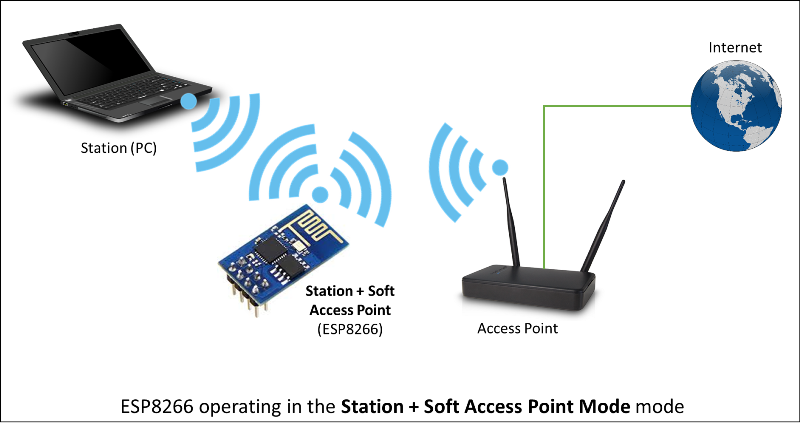 Internet
Station (PC)
Station + Soft
Access Point
(ESP8266)
Access Point
ESP8266 operating in the Station + Soft Access Point Mode mode